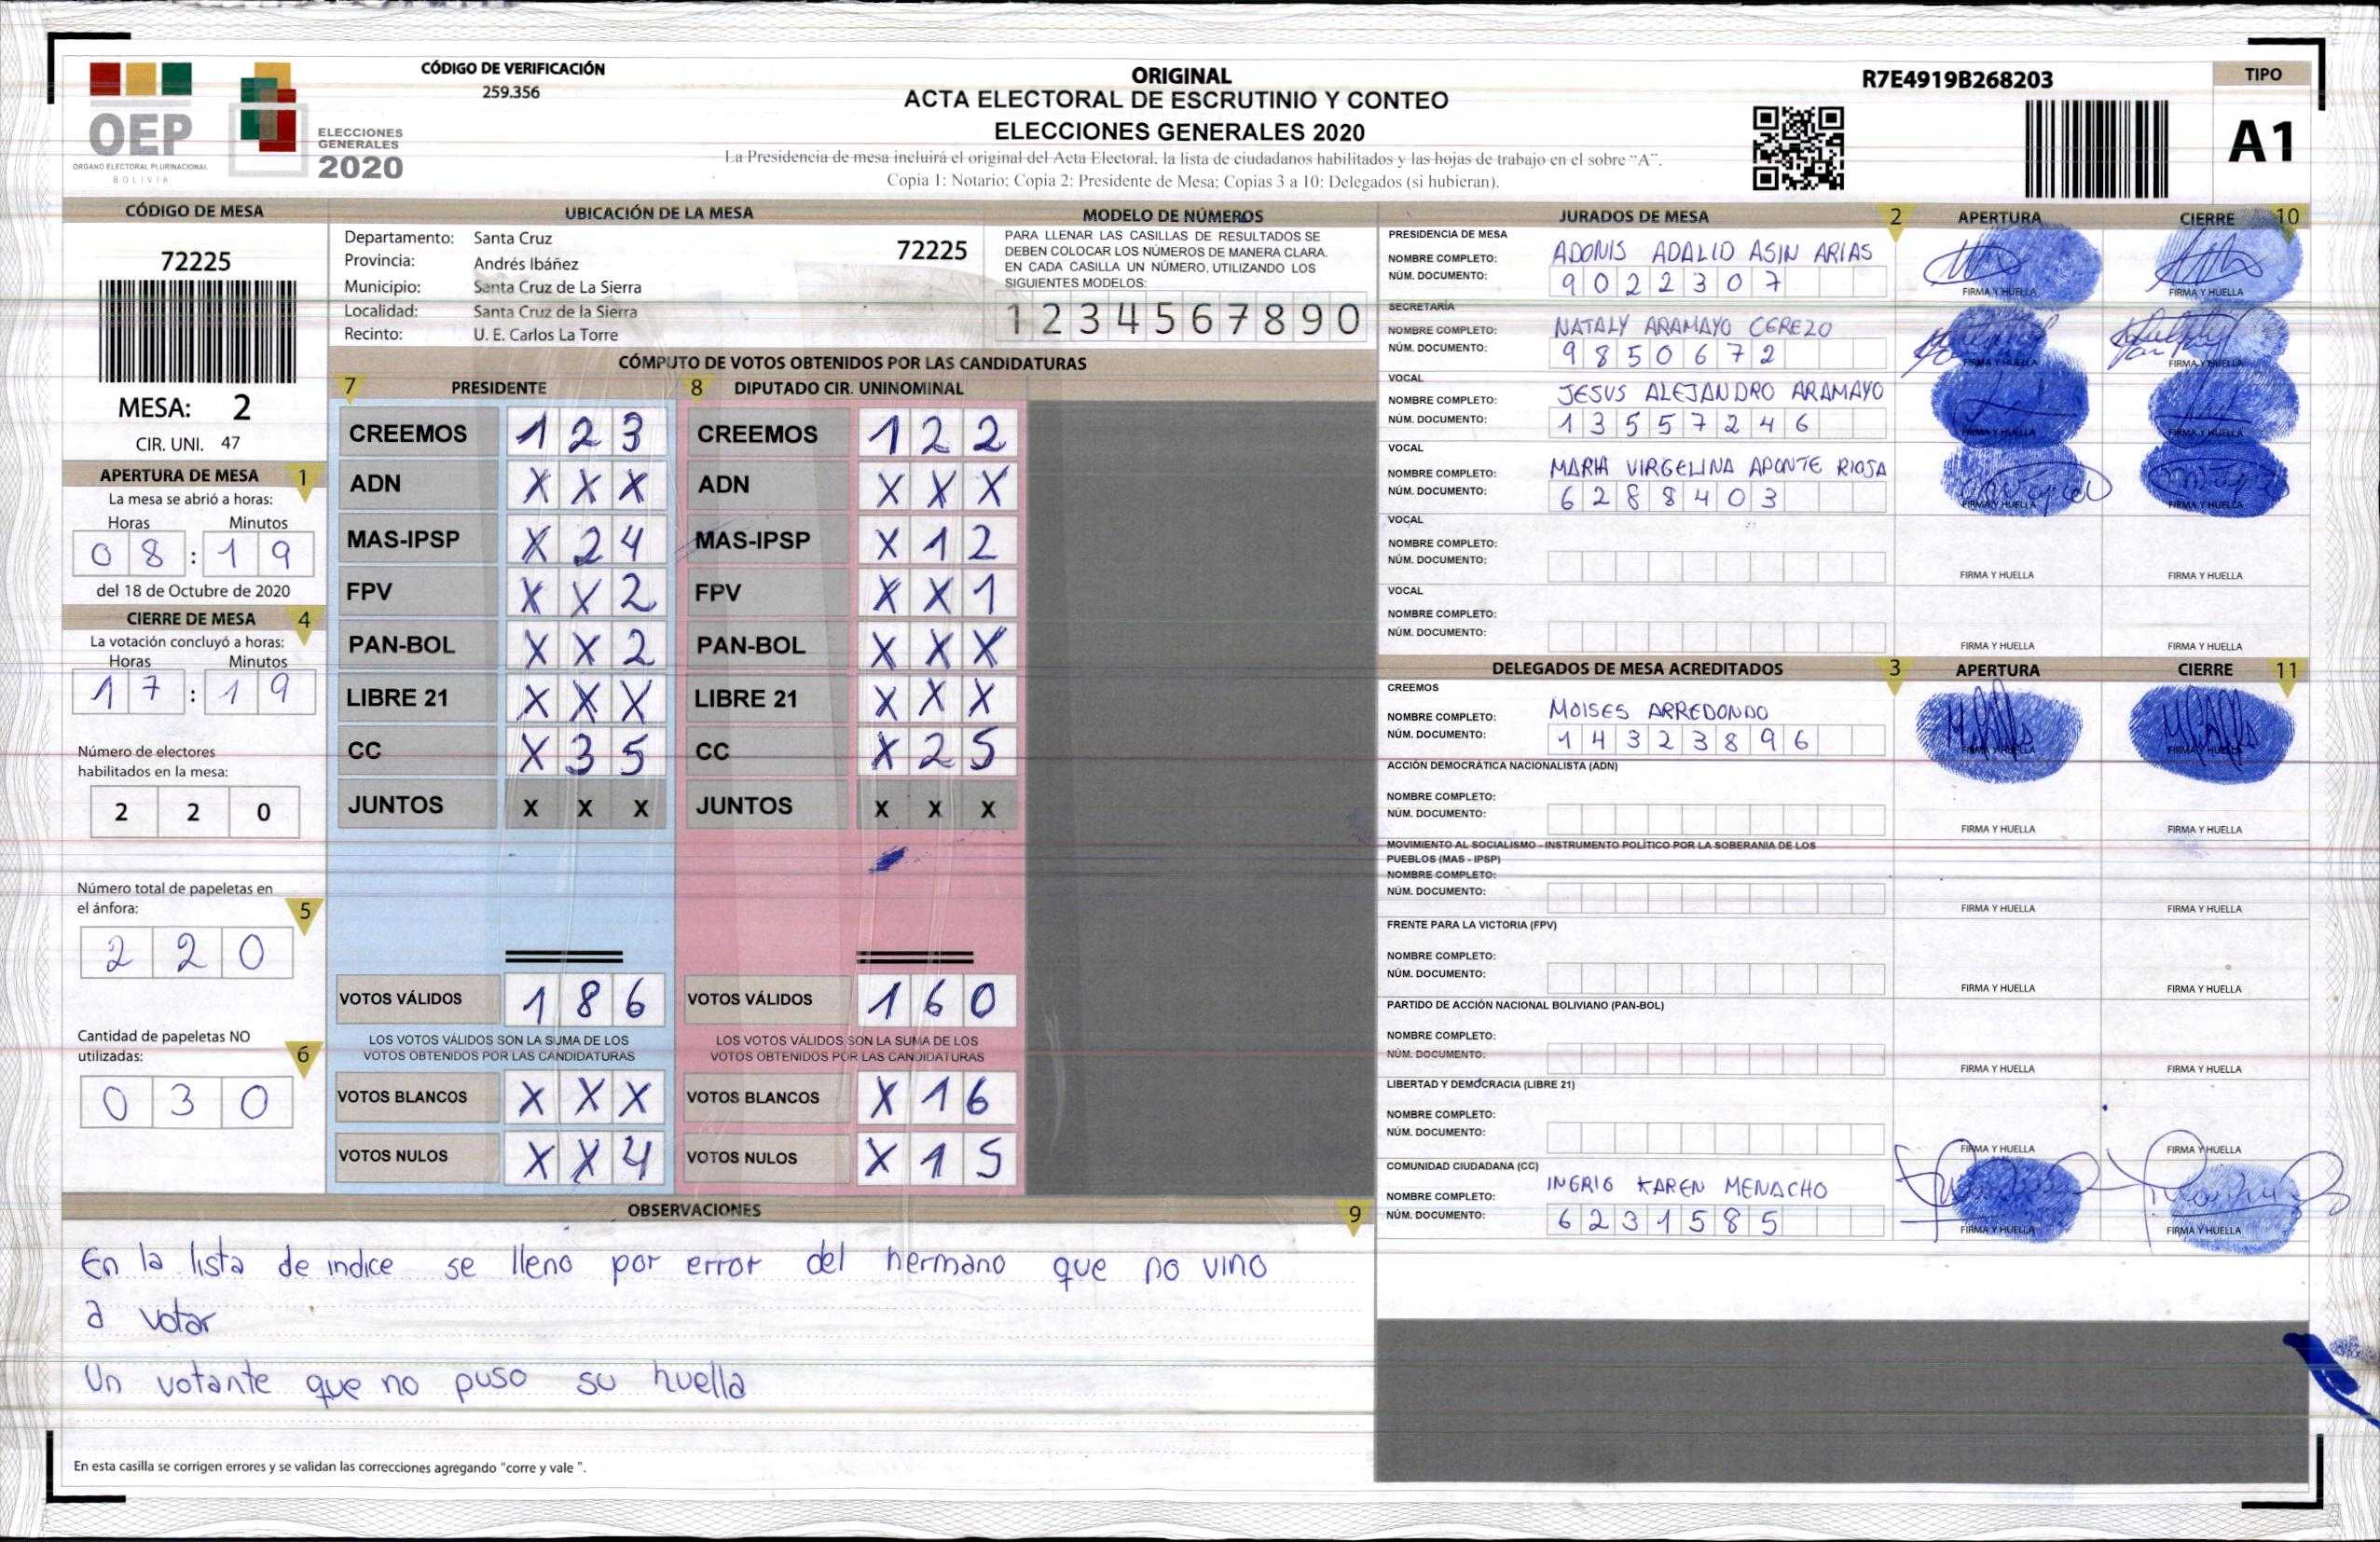 OEP
ÓRGANO ELECTORAL PLURINACIONAL
BOLIVIA
ELECCIONES
GENERALES
2020
CÓDIGO DE VERIFICACIÓN
259.356
ORIGINAL
ACTA ELECTORAL DE ESCRUTINIO Y CONTEO
ELECCIONES GENERALES 2020
La Presidencia de mesa incluirá el original del Acta Electoral, la lista de ciudadanos habilitados y las hojas de trabajo en el sobre "A".
Copia 1: Notario; Copia 2: Presidente de Mesa; Copias 3 a 10: Delegados (si hubieran).
R7E4919B268203
TIPO
A1
CÓDIGO DE MESA
72225
MESA: 2
CIR. UNI. 47
APERTURA DE MESA 1
La mesa se abrió a horas:
Horas Minutos
0 8 : 1 9
del 18 de Octubre de 2020
CIERRE DE MESA 4
La votación concluyó a horas:
Horas Minutos
1 7 : 1 9
Número de electores
habilitados en la mesa:
2 2 0
Número total de papeletas en
el ánfora: 5
2 2 0
Cantidad de papeletas NO
utilizadas: 6
0 3 0
UBICACIÓN DE LA MESA
Departamento: Santa Cruz 72225
Provincia: Andrés Ibáñez
Municipio: Santa Cruz de La Sierra
Localidad: Santa Cruz de la Sierra
Recinto: U. E. Carlos La Torre
MODELO DE NÚMEROS
PARA LLENAR LAS CASILLAS DE RESULTADOS SE
DEBEN COLOCAR LOS NÚMEROS DE MANERA CLARA.
EN CADA CASILLA UN NÚMERO, UTILIZANDO LOS
SIGUIENTES MODELOS:
1 2 3 4 5 6 7 8 9 0
CÓMPUTO DE VOTOS OBTENIDOS POR LAS CANDIDATURAS
7 PRESIDENTE 8 DIPUTADO CIR. UNINOMINAL
CREEMOS 1 2 3 CREEMOS 1 2 2
ADN X X X ADN X X X
MAS-IPSP X 2 4 MAS-IPSP X 1 2
FPV X X 2 FPV X X 1
PAN-BOL X X 2 PAN-BOL X X X
LIBRE 21 X X X LIBRE 21 X X X
CC X 3 5 CC X 2 5
JUNTOS X X X JUNTOS X X X
VOTOS VÁLIDOS 1 8 6 VOTOS VÁLIDOS 1 6 0
LOS VOTOS VÁLIDOS SON LA SUMA DE LOS LOS VOTOS VÁLIDOS SON LA SUMA DE LOS
VOTOS OBTENIDOS POR LAS CANDIDATURAS VOTOS OBTENIDOS POR LAS CANDIDATURAS
VOTOS BLANCOS X X X VOTOS BLANCOS X 1 6
VOTOS NULOS X X 4 VOTOS NULOS X 1 5
OBSERVACIONES 9
En la lista de indice se lleno por error del hermano que no vino
a votar
Un votante que no puso su huella
En esta casilla se corrigen errores y se validan las correcciones agregando "corre y vale ".
JURADOS DE MESA 2 APERTURA CIERRE 10
PRESIDENCIA DE MESA
NOMBRE COMPLETO: ADONIS ADALID ASIN ARIAS
NÚM. DOCUMENTO: 9 0 2 2 3 0 7
FIRMA Y HUELLA FIRMA Y HUELLA
SECRETARÍA
NOMBRE COMPLETO: NATALY ARAMAYO CEREZO
NÚM. DOCUMENTO: 9 8 5 0 6 7 2
FIRMA Y HUELLA FIRMA Y HUELLA
VOCAL
NOMBRE COMPLETO: JESUS ALEJANDRO ARAMAYO
NÚM. DOCUMENTO: 1 3 5 5 7 2 4 6
FIRMA Y HUELLA FIRMA Y HUELLA
VOCAL
NOMBRE COMPLETO: MARIA VIRGELINA APONTE RIOJA
NÚM. DOCUMENTO: 6 2 8 8 4 0 3
FIRMA Y HUELLA FIRMA Y HUELLA
VOCAL
NOMBRE COMPLETO:
NÚM. DOCUMENTO:
FIRMA Y HUELLA FIRMA Y HUELLA
VOCAL
NOMBRE COMPLETO:
NÚM. DOCUMENTO:
FIRMA Y HUELLA FIRMA Y HUELLA
DELEGADOS DE MESA ACREDITADOS 3 APERTURA CIERRE 11
CREEMOS
NOMBRE COMPLETO: MOISES ARREDONDO
NÚM. DOCUMENTO: 1 4 3 2 3 8 9 6
FIRMA Y HUELLA FIRMA Y HUELLA
ACCIÓN DEMOCRÁTICA NACIONALISTA (ADN)
NOMBRE COMPLETO:
NÚM. DOCUMENTO:
FIRMA Y HUELLA FIRMA Y HUELLA
MOVIMIENTO AL SOCIALISMO - INSTRUMENTO POLÍTICO POR LA SOBERANIA DE LOS
PUEBLOS (MAS - IPSP)
NOMBRE COMPLETO:
NÚM. DOCUMENTO:
FIRMA Y HUELLA FIRMA Y HUELLA
FRENTE PARA LA VICTORIA (FPV)
NOMBRE COMPLETO:
NÚM. DOCUMENTO:
FIRMA Y HUELLA FIRMA Y HUELLA
PARTIDO DE ACCIÓN NACIONAL BOLIVIANO (PAN-BOL)
NOMBRE COMPLETO:
NÚM. DOCUMENTO:
FIRMA Y HUELLA FIRMA Y HUELLA
LIBERTAD Y DEMOCRACIA (LIBRE 21)
NOMBRE COMPLETO:
NÚM. DOCUMENTO:
FIRMA Y HUELLA FIRMA Y HUELLA
COMUNIDAD CIUDADANA (CC)
NOMBRE COMPLETO: INGRIG KAREN MENACHO
NÚM. DOCUMENTO: 6 2 3 1 5 8 5
FIRMA Y HUELLA FIRMA Y HUELLA